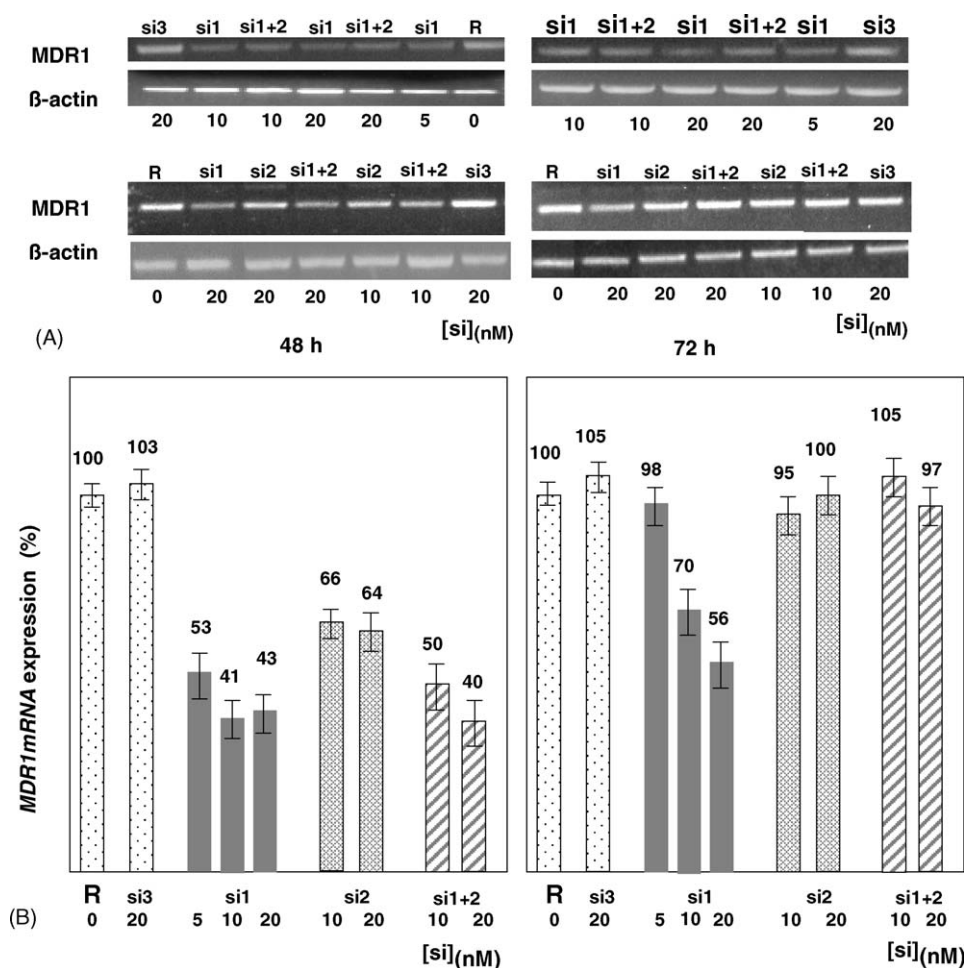 (A)
si3 si1 si1+2 si1 si1+2 si1 R
MDR1
ß-actin
20 10 10 20 20 5 0
si1 si1+2 si1 si1+2 si1 si3
10 10 20 20 5 20
R si1 si2 si1+2 si2 si1+2 si3
MDR1
ß-actin
0 20 20 20 10 10 20
[si](nM)
48 h
R si1 si2 si1+2 si2 si1+2 si3
0 20 20 20 10 10 20
[si](nM)
72 h
(A)
MDR1mRNA expression (%)
100 103 53 41 43 66 64 50 40
R si3 si1 si2 si1+2
0 20 5 10 20 10 20 10 20
[si](nM)
100 105 98 70 56 95 100 105 97
R si3 si1 si2 si1+2
0 20 5 10 20 10 20 10 20
[si](nM)
(B)